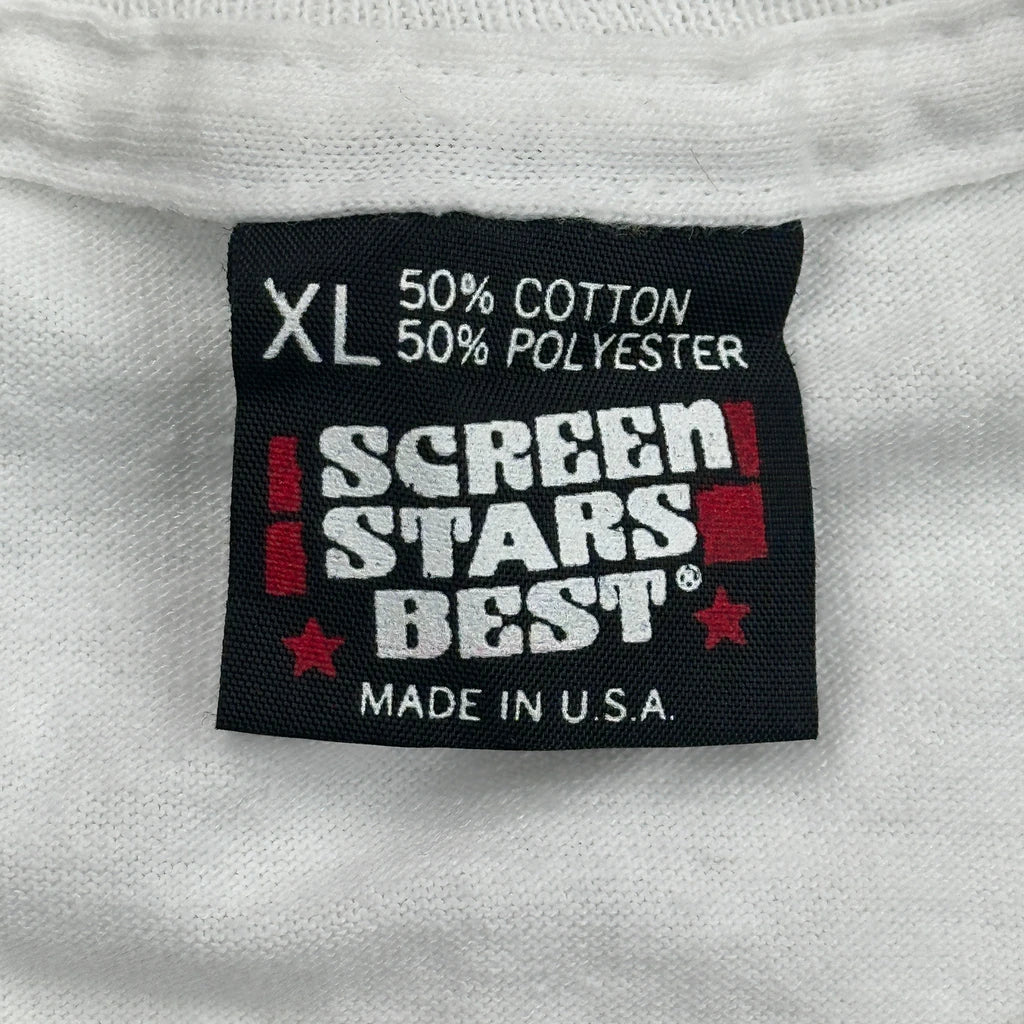 XL 50% COTTON
50% POLYESTER
SCREEN
STARS
BEST®
MADE IN U.S.A.